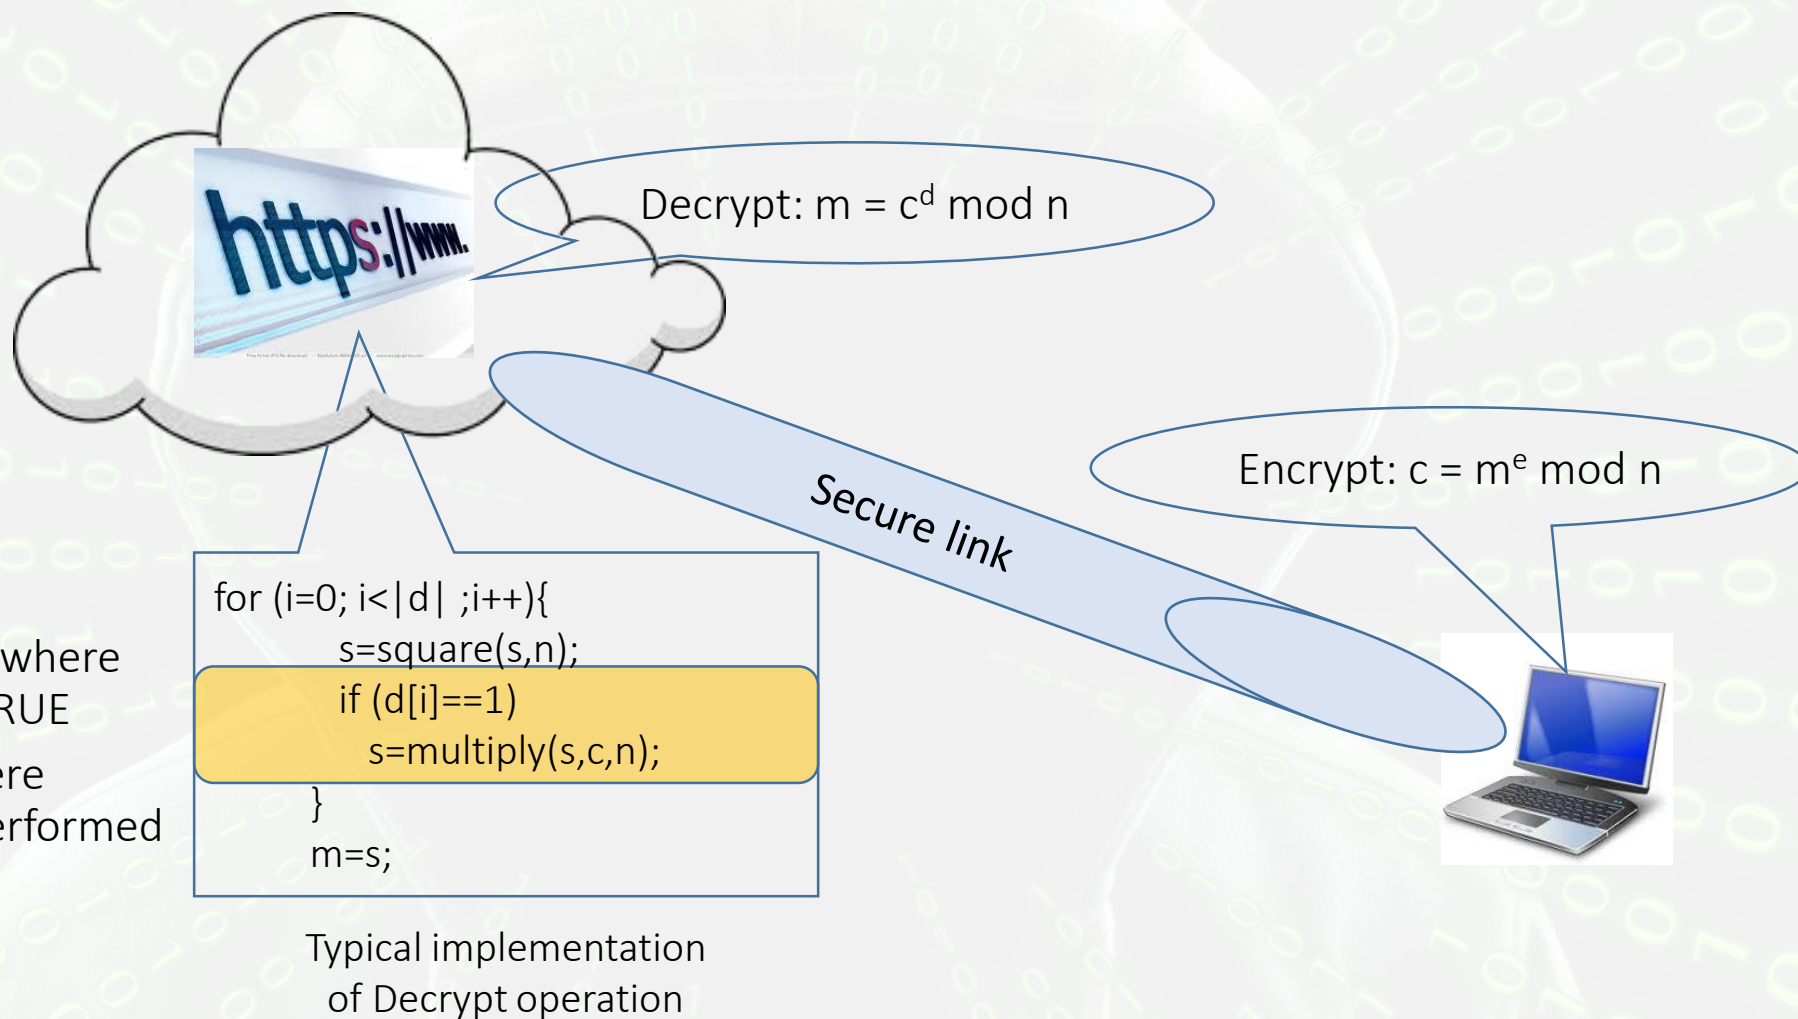 https://www.
Decrypt: m = c^d mod n
Encrypt: c = m^e mod n
Secure link
for (i=0; i<|d| ;i++){
s=square(s,n);
if (d[i]==1)
s=multiply(s,c,n);
}
m=s;
where
RUE
ere
erformed
Typical implementation
of Decrypt operation